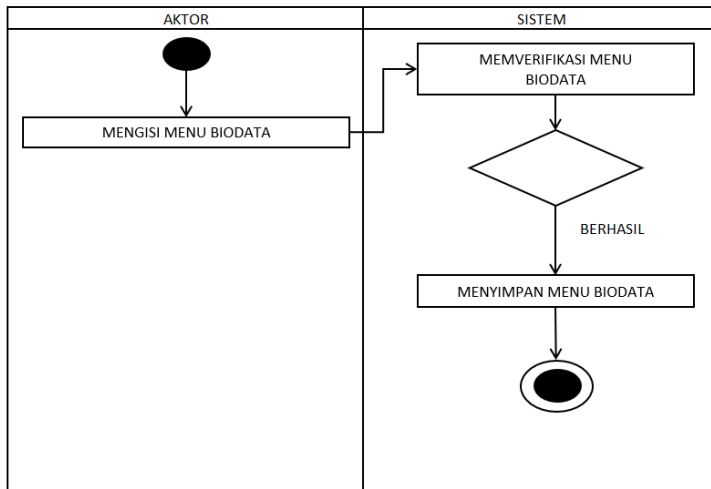 AKTOR
SISTEM
MEMVERIFIKASI MENU
BIODATA
MENGISI MENU BIODATA
BERHASIL
MENYIMPAN MENU BIODATA